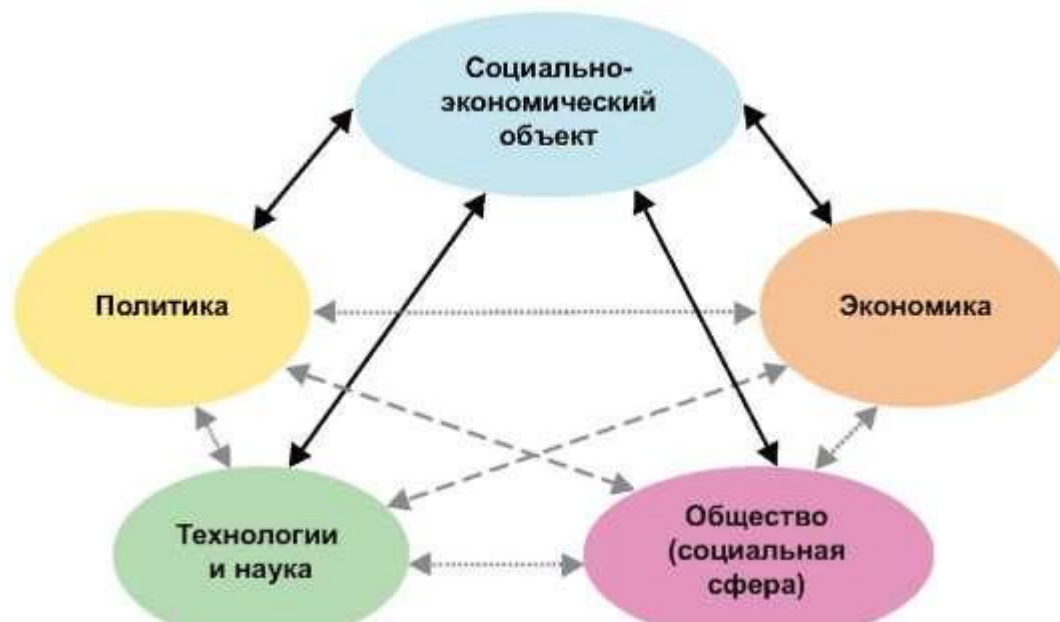 Социально-
экономический
объект
Политика
Экономика
Технологии
и наука
Общество
(социальная
сфера)